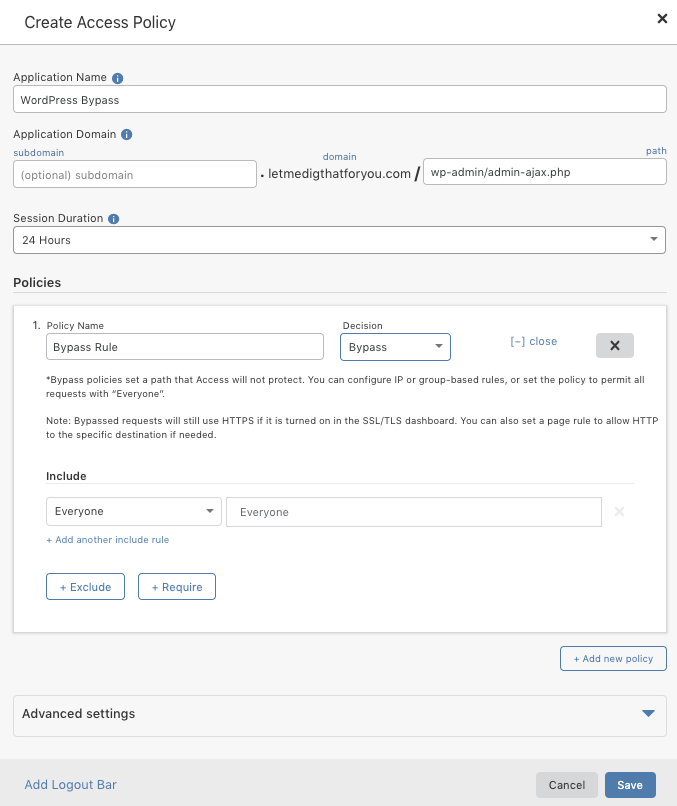 Create Access Policy ×
Application Name i
WordPress Bypass
Application Domain i
subdomain domain path
(optional) subdomain . letmedigthatforyou.com / wp-admin/admin-ajax.php
Session Duration i
24 Hours
Policies
1. Policy Name Decision
Bypass Rule Bypass [−] close ×
*Bypass policies set a path that Access will not protect. You can configure IP or group-based rules, or set the policy to permit all
requests with “Everyone”.
Note: Bypassed requests will still use HTTPS if it is turned on in the SSL/TLS dashboard. You can also set a page rule to allow HTTP
to the specific destination if needed.
Include
Everyone Everyone ×
+ Add another include rule
+ Exclude + Require
+ Add new policy
Advanced settings
Add Logout Bar Cancel Save